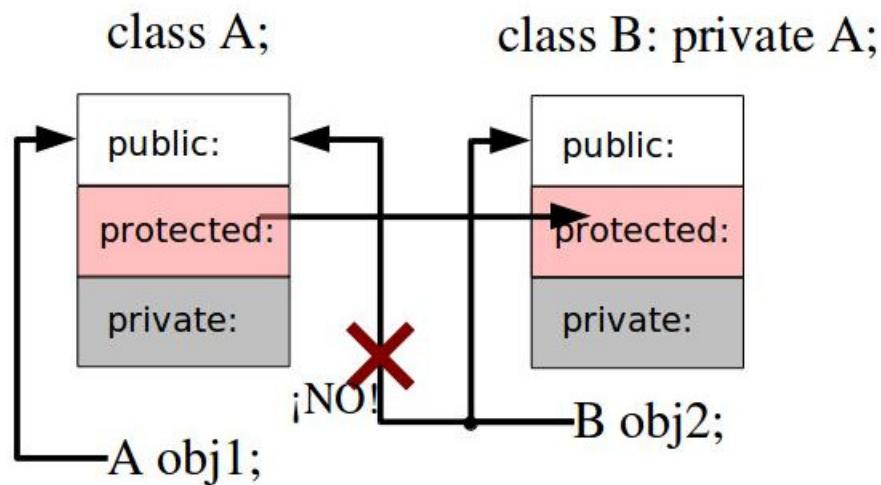 class A;
class B: private A;
public:
public:
protected:
protected:
private:
private:
¡NO!
A obj1;
B obj2;